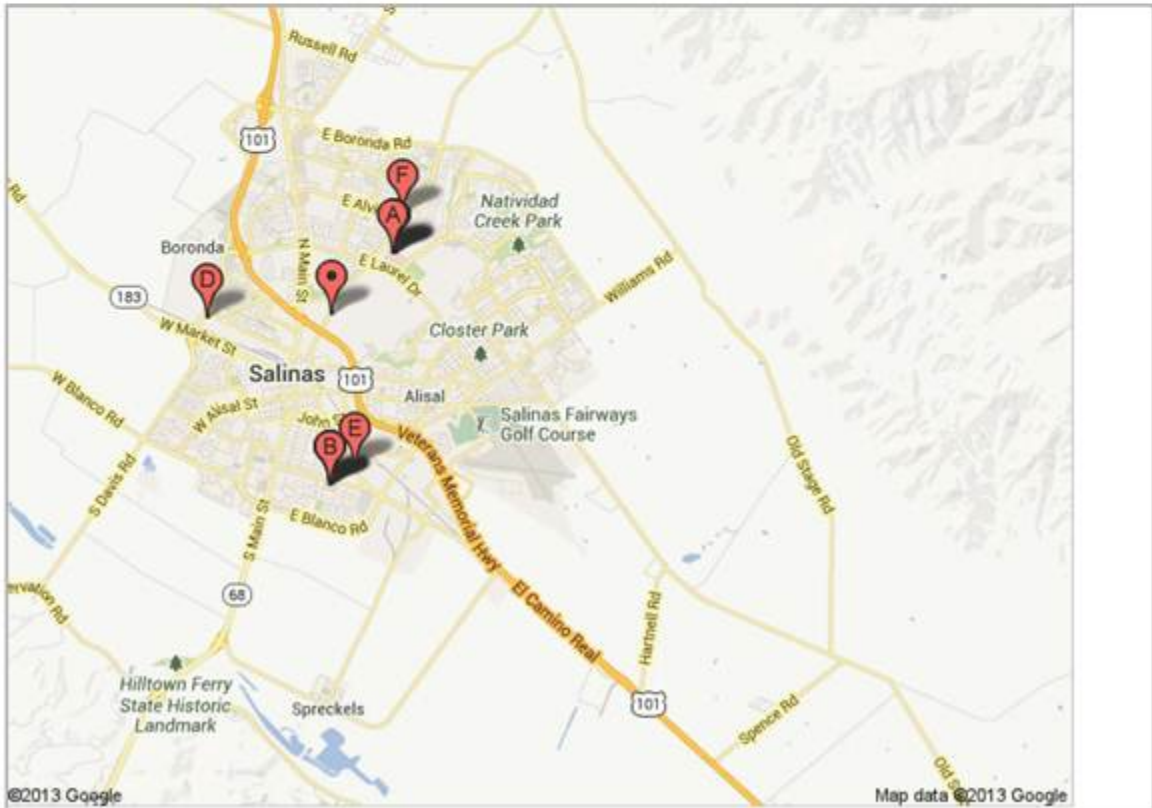 Russell Rd
101
E Boronda Rd
F
E Alv
A
Natividad
Creek Park
Rd
Boronda
N Main St
E Laurel Dr
Williams Rd
D
183
W Market St
Closter Park
Salinas
101
Alisal
W Blanco Rd
W Alisal St
John
E
B
Salinas Fairways
Golf Course
Veterans Memorial Hwy
Old Stage Rd
S Davis Rd
S Main St
E Blanco Rd
68
El Camino Real
Hartnell Rd
ervation Rd
Hilltown Ferry
State Historic
Landmark
Spreckels
101
Spence Rd
Old S
©2013 Google
Map data ©2013 Google